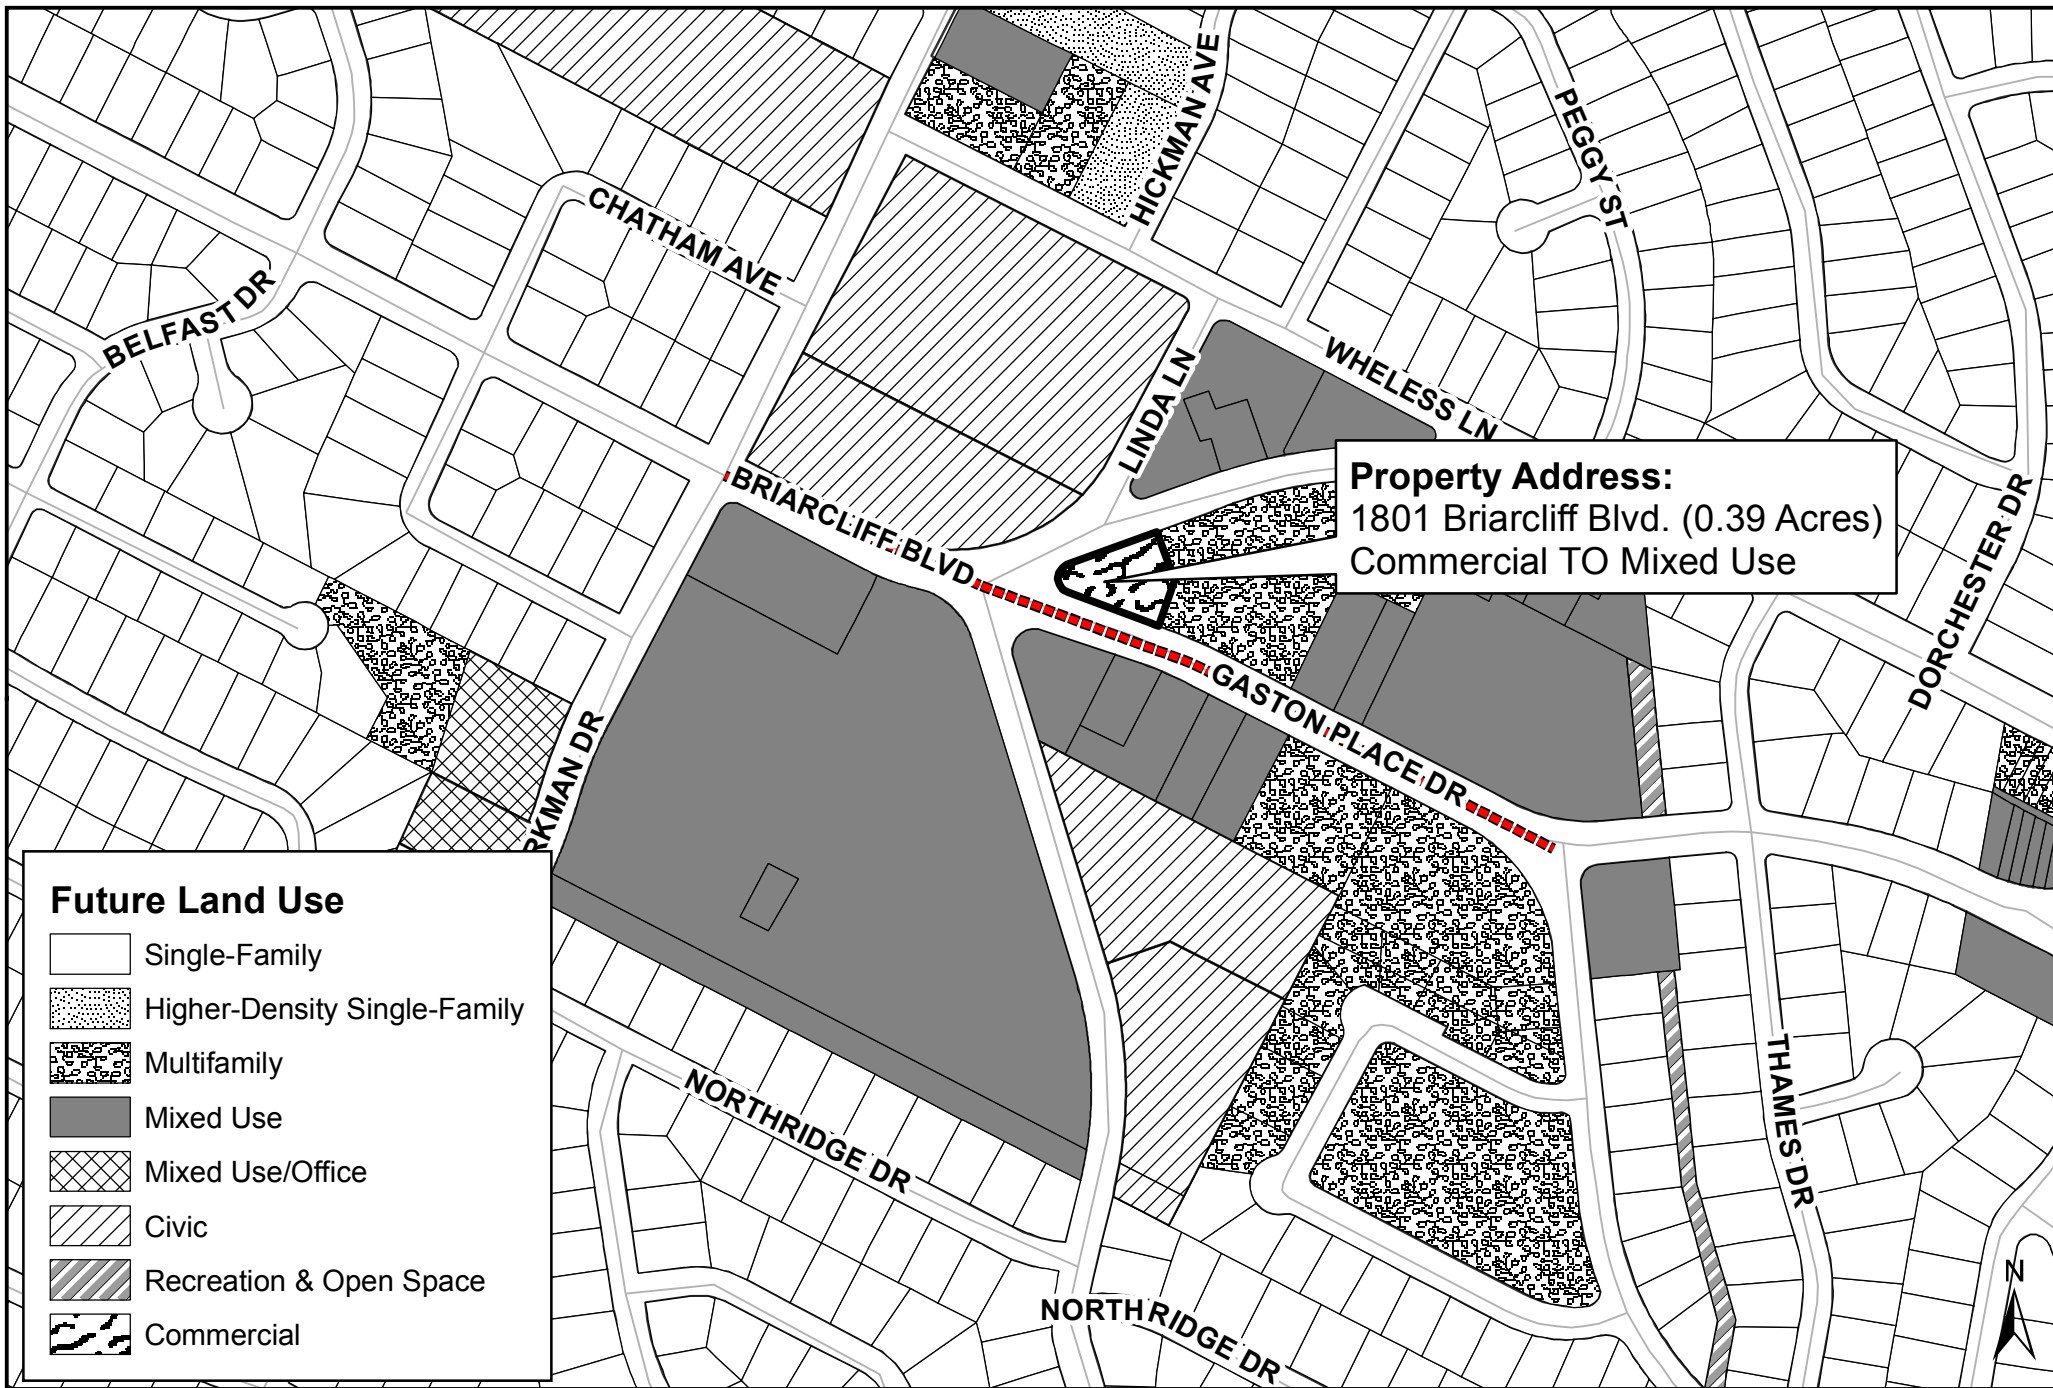 HICKMAN AVE
PEGGY ST
CHATHAM AVE
BELFAST DR
WHELESS LN
LINDA LN
BRIARCLIFF BLVD
Property Address:
1801 Briarcliff Blvd. (0.39 Acres)
Commercial TO Mixed Use
DORCHESTER DR
GASTON PLACE DR
RKMAN DR
Future Land Use
Single-Family
Higher-Density Single-Family
Multifamily
Mixed Use
Mixed Use/Office
Civic
Recreation & Open Space
Commercial
NORTHRIDGE DR
THAMES DR
NORTHRIDGE DR
N